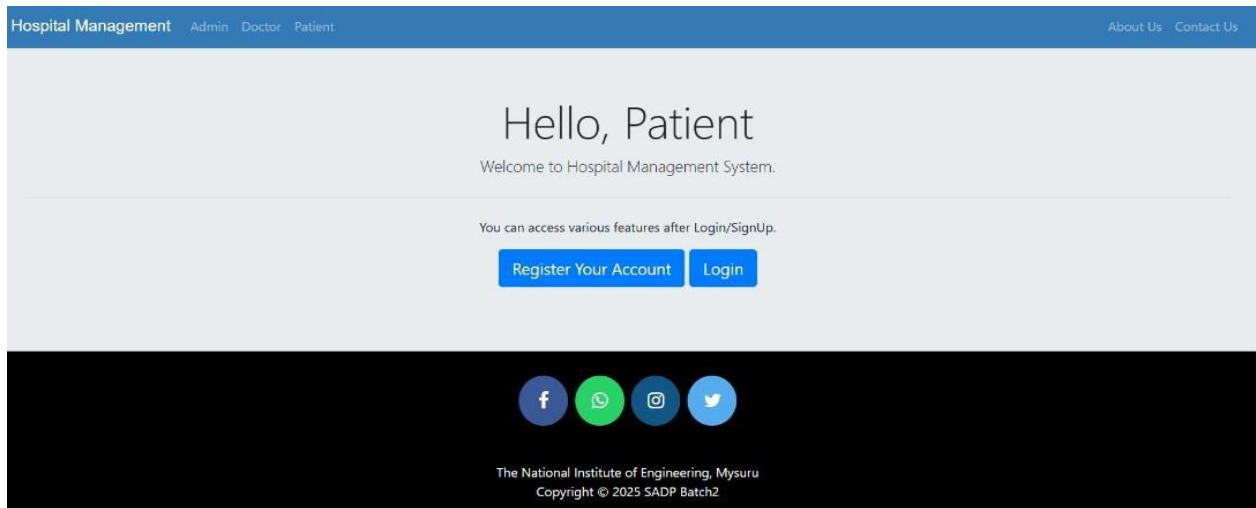 Hospital Management Admin Doctor Patient About Us Contact Us
Hello, Patient
Welcome to Hospital Management System.
You can access various features after Login/SignUp.
Register Your Account Login
The National Institute of Engineering, Mysuru
Copyright © 2025 SADP Batch2